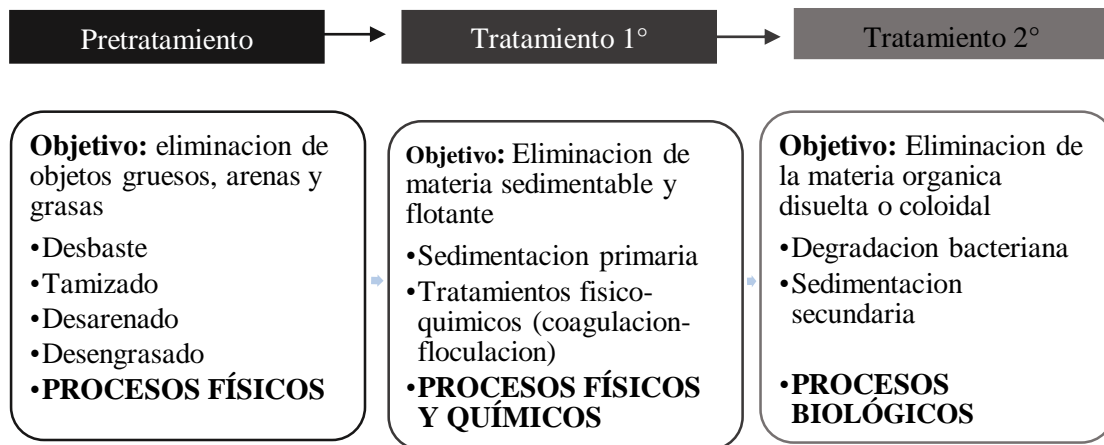 Pretratamiento
Tratamiento 1°
Tratamiento 2°
Objetivo: eliminacion de
objetos gruesos, arenas y
grasas
•Desbaste
•Tamizado
•Desarenado
•Desengrasado
•PROCESOS FÍSICOS
Objetivo: Eliminacion de
materia sedimentable y
flotante
•Sedimentacion primaria
•Tratamientos fisico-
quimicos (coagulacion-
floculacion)
•PROCESOS FÍSICOS
Y QUÍMICOS
Objetivo: Eliminacion de
la materia organica
disuelta o coloidal
•Degradacion bacteriana
•Sedimentacion
secundaria
•PROCESOS
BIOLÓGICOS